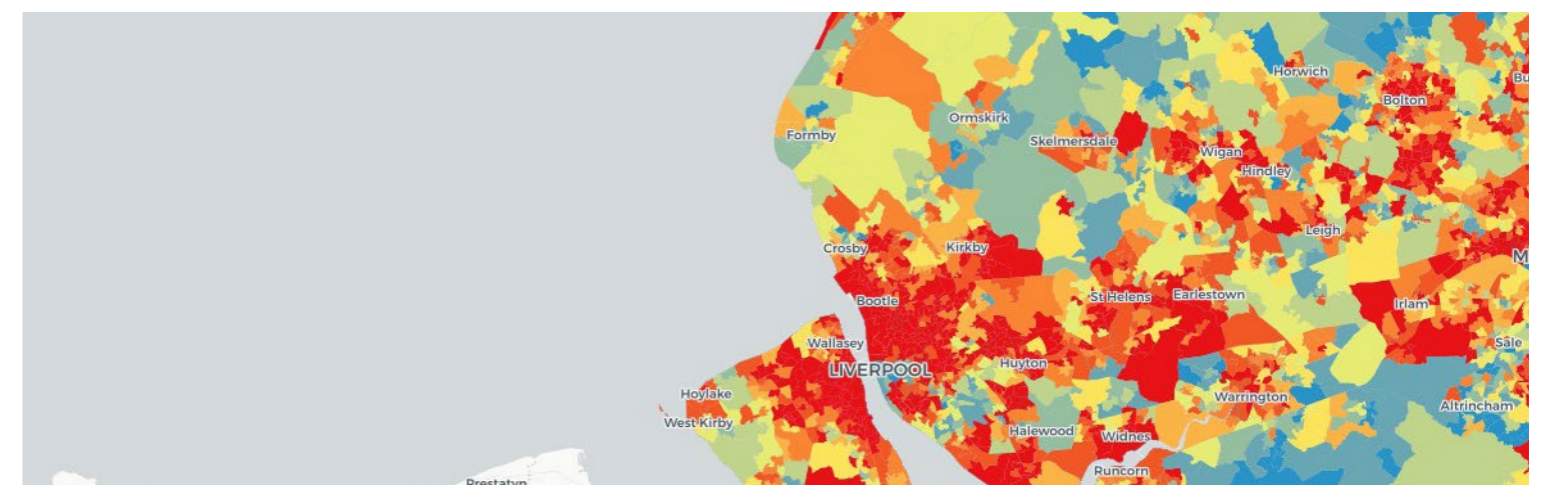 Horwich
Bu
Bolton
Ormskirk
Formby
Skelmersdale
Wigan
Hindley
Leigh
Crosby
Kirkby
M
St Helens
Earlestown
Bootle
Irlam
Wallasey
Sale
Huyton
LIVERPOOL
Hoylake
Warrington
Altrincham
West Kirby
Halewood
Widnes
Runcorn
Prestatyn